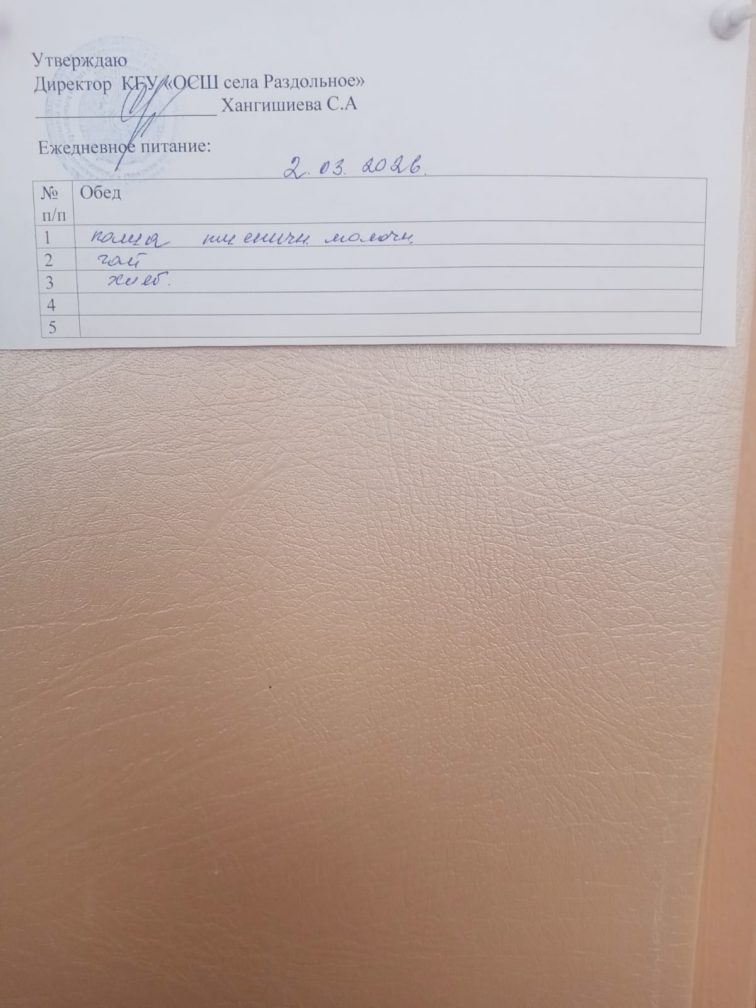 Утверждаю
Директор КГУ «ОСШ села Раздольное»
Хангишиева С.А
Ежедневное питание:
2. 03. 2026.
№ п/п Обед
1 каша пшеничн. молочн.
2 чай
3 хлеб.
4
5